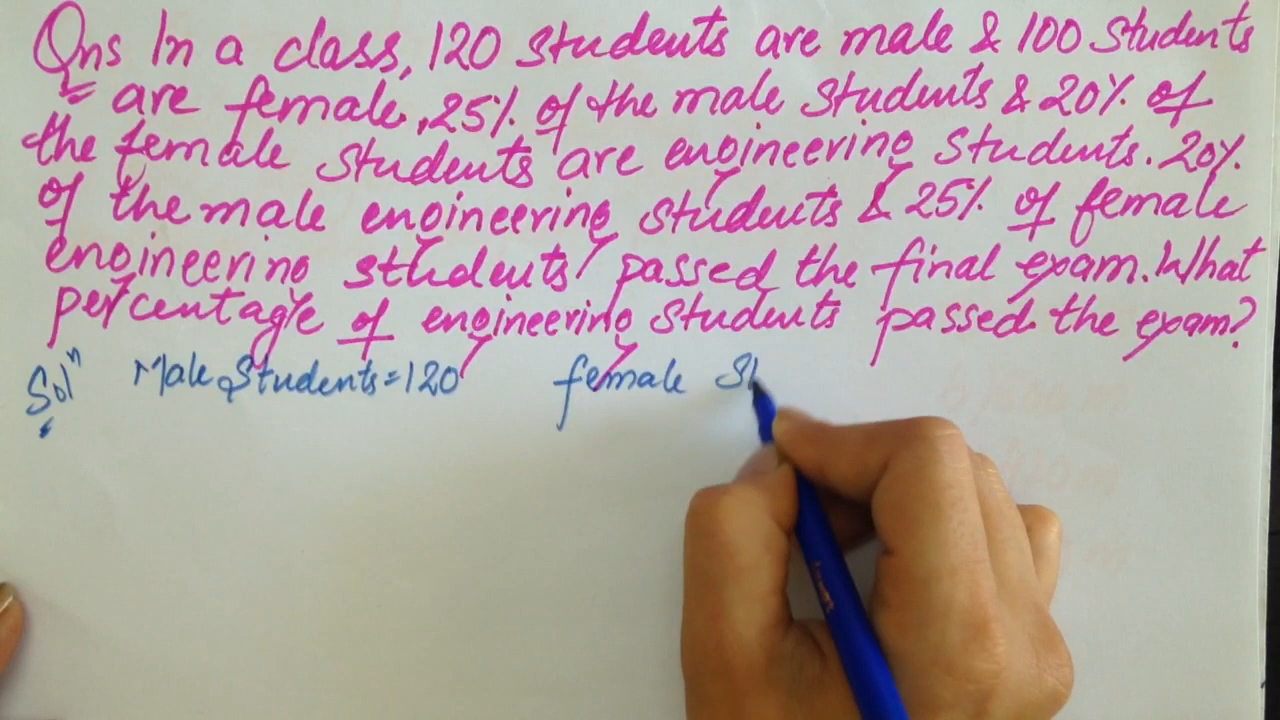 Qns In a class, 120 students are male & 100 students
are female. 25% of the male students & 20% of
the female students are engineering students. 20%
of the male engineering students & 25% of female
engineering students passed the final exam. What
percentage of engineering students passed the exam?
Solⁿ Male Students = 120 female St